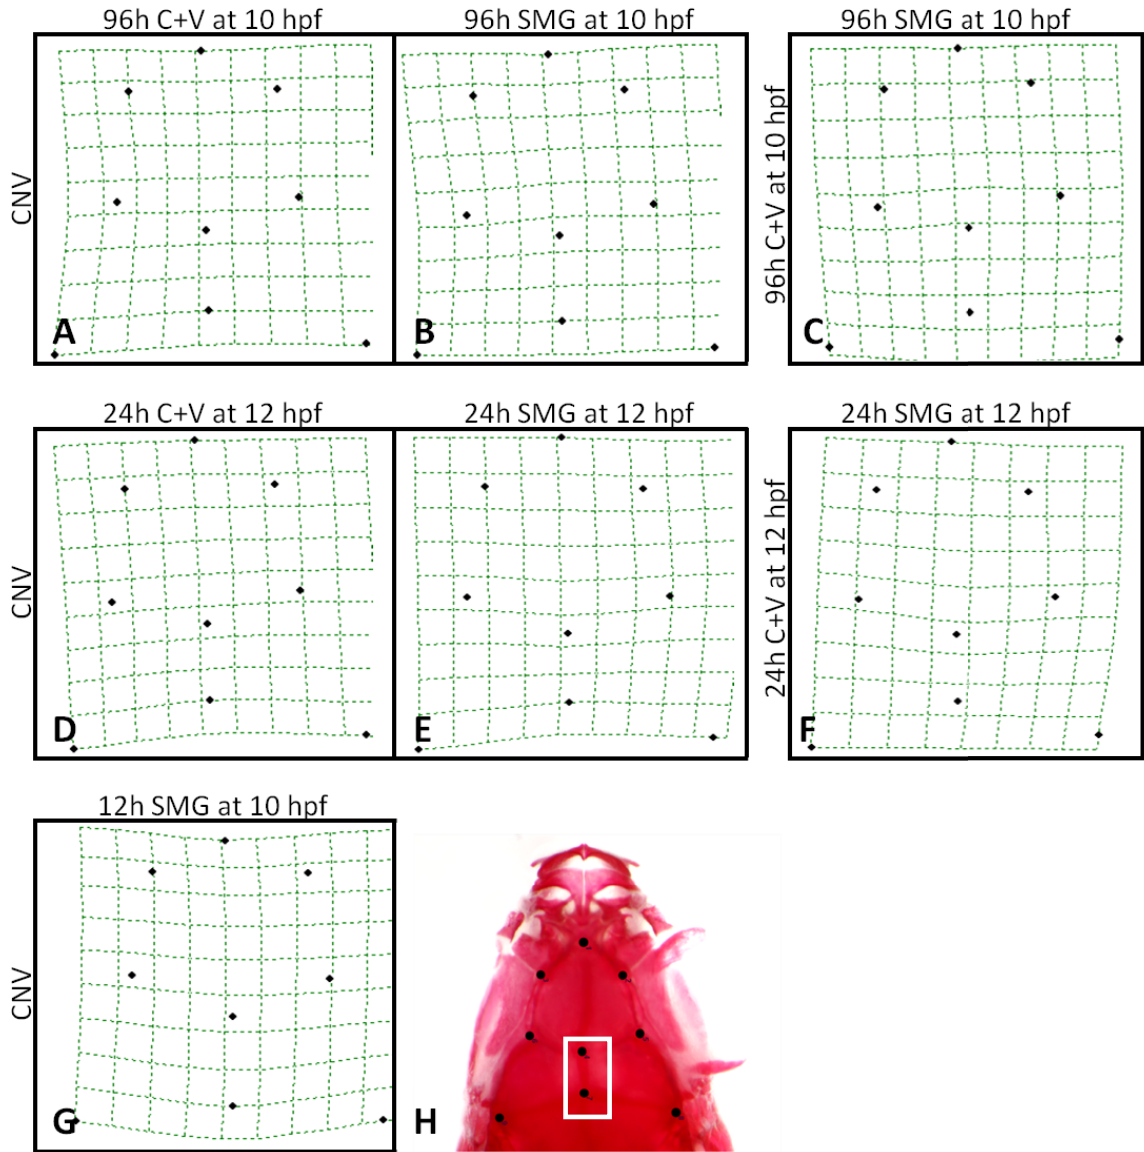 96h C+V at 10 hpf
96h SMG at 10 hpf
96h SMG at 10 hpf
CNV
A
B
96h C+V at 10 hpf
C
24h C+V at 12 hpf
24h SMG at 12 hpf
24h SMG at 12 hpf
CNV
D
E
24h C+V at 12 hpf
F
12h SMG at 10 hpf
CNV
G
H